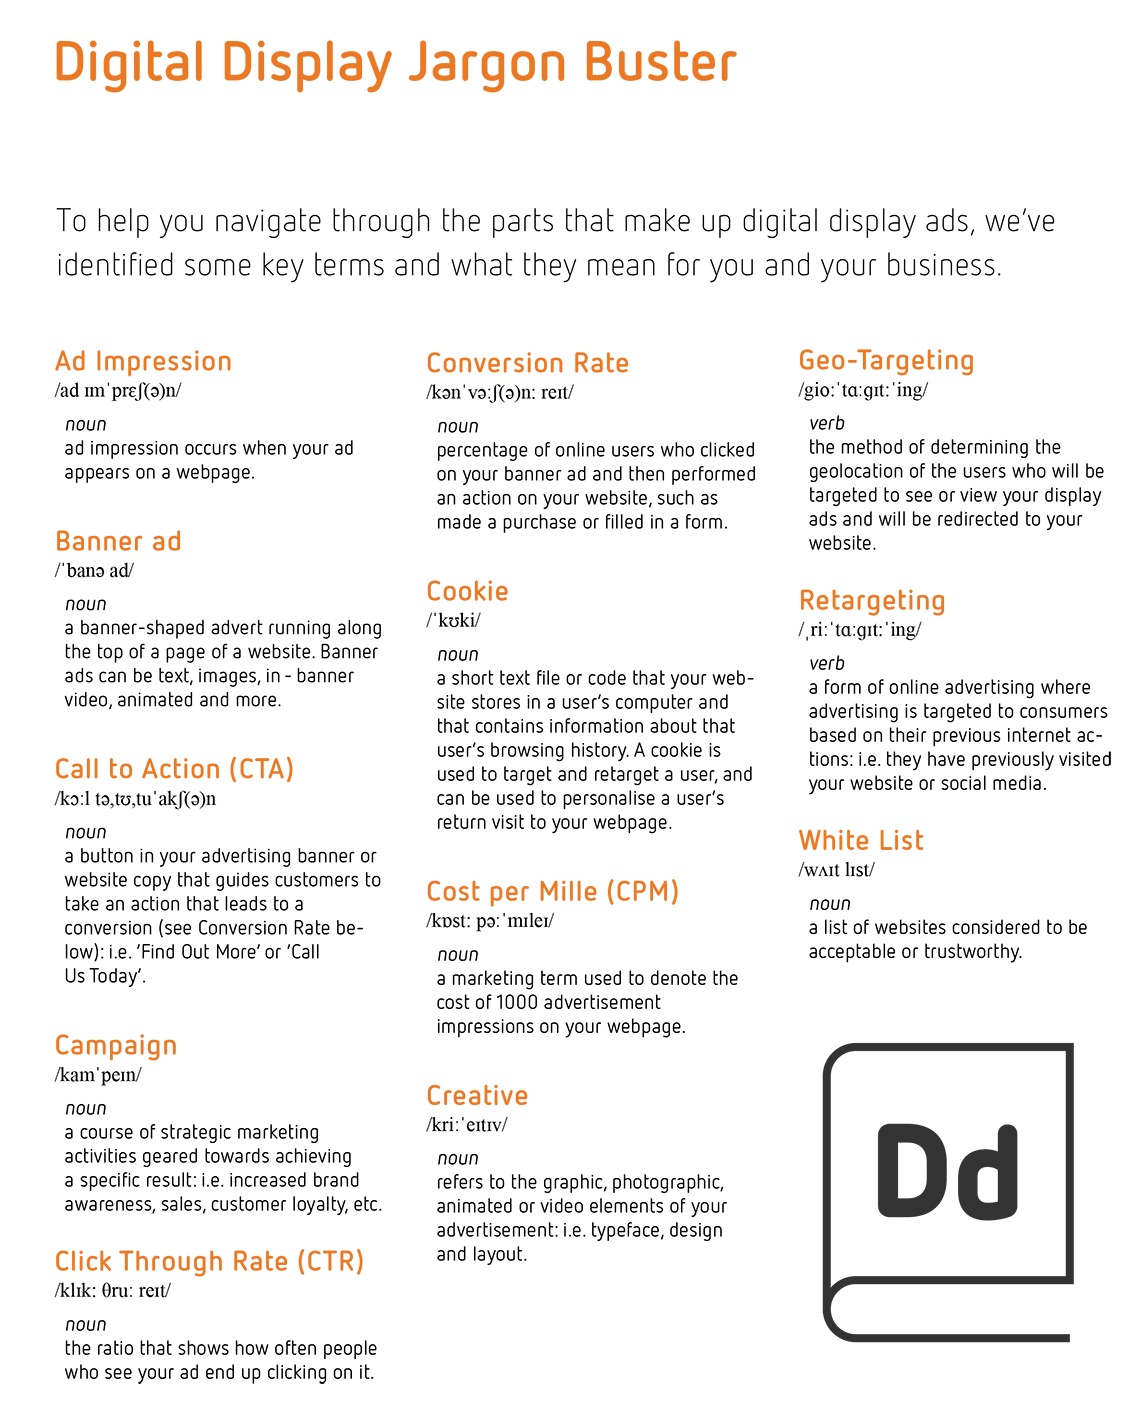 Digital Display Jargon Buster
To help you navigate through the parts that make up digital display ads, we've
identified some key terms and what they mean for you and your business.
Ad Impression
/ad ɪmˈprɛʃ(ə)n/
noun
ad impression occurs when your ad
appears on a webpage.
Banner ad
/ˈbanə ad/
noun
a banner-shaped advert running along
the top of a page of a website. Banner
ads can be text, images, in - banner
video, animated and more.
Call to Action (CTA)
/kɔːl tə,tʊ,tuˈakʃ(ə)n
noun
a button in your advertising banner or
website copy that guides customers to
take an action that leads to a
conversion (see Conversion Rate be-
low): i.e. 'Find Out More' or 'Call
Us Today'.
Campaign
/kamˈpeɪn/
noun
a course of strategic marketing
activities geared towards achieving
a specific result: i.e. increased brand
awareness, sales, customer loyalty, etc.
Click Through Rate (CTR)
/klɪk: θruː reɪt/
noun
the ratio that shows how often people
who see your ad end up clicking on it.
Conversion Rate
/kənˈvəːʃ(ə)n: reɪt/
noun
percentage of online users who clicked
on your banner ad and then performed
an action on your website, such as
made a purchase or filled in a form.
Cookie
/ˈkʊki/
noun
a short text file or code that your web-
site stores in a user's computer and
that contains information about that
user's browsing history. A cookie is
used to target and retarget a user, and
can be used to personalise a user's
return visit to your webpage.
Cost per Mille (CPM)
/kɒst: pəːˈmɪleɪ/
noun
a marketing term used to denote the
cost of 1000 advertisement
impressions on your webpage.
Creative
/kriːˈeɪtɪv/
noun
refers to the graphic, photographic,
animated or video elements of your
advertisement: i.e. typeface, design
and layout.
Geo-Targeting
/gio:ˈtɑːɡɪt:ˈing/
verb
the method of determining the
geolocation of the users who will be
targeted to see or view your display
ads and will be redirected to your
website.
Retargeting
/ˌriːˈtɑːɡɪt:ˈing/
verb
a form of online advertising where
advertising is targeted to consumers
based on their previous internet ac-
tions: i.e. they have previously visited
your website or social media.
White List
/wʌɪt lɪst/
noun
a list of websites considered to be
acceptable or trustworthy.
Dd